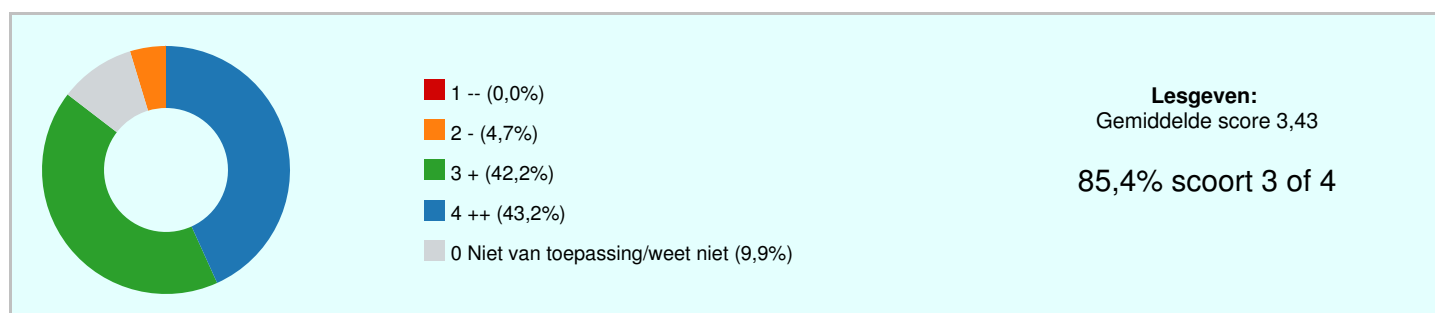 1 -- (0,0%)
2 - (4,7%)
3 + (42,2%)
4 ++ (43,2%)
0 Niet van toepassing/weet niet (9,9%)
Lesgeven:
Gemiddelde score 3,43
85,4% scoort 3 of 4